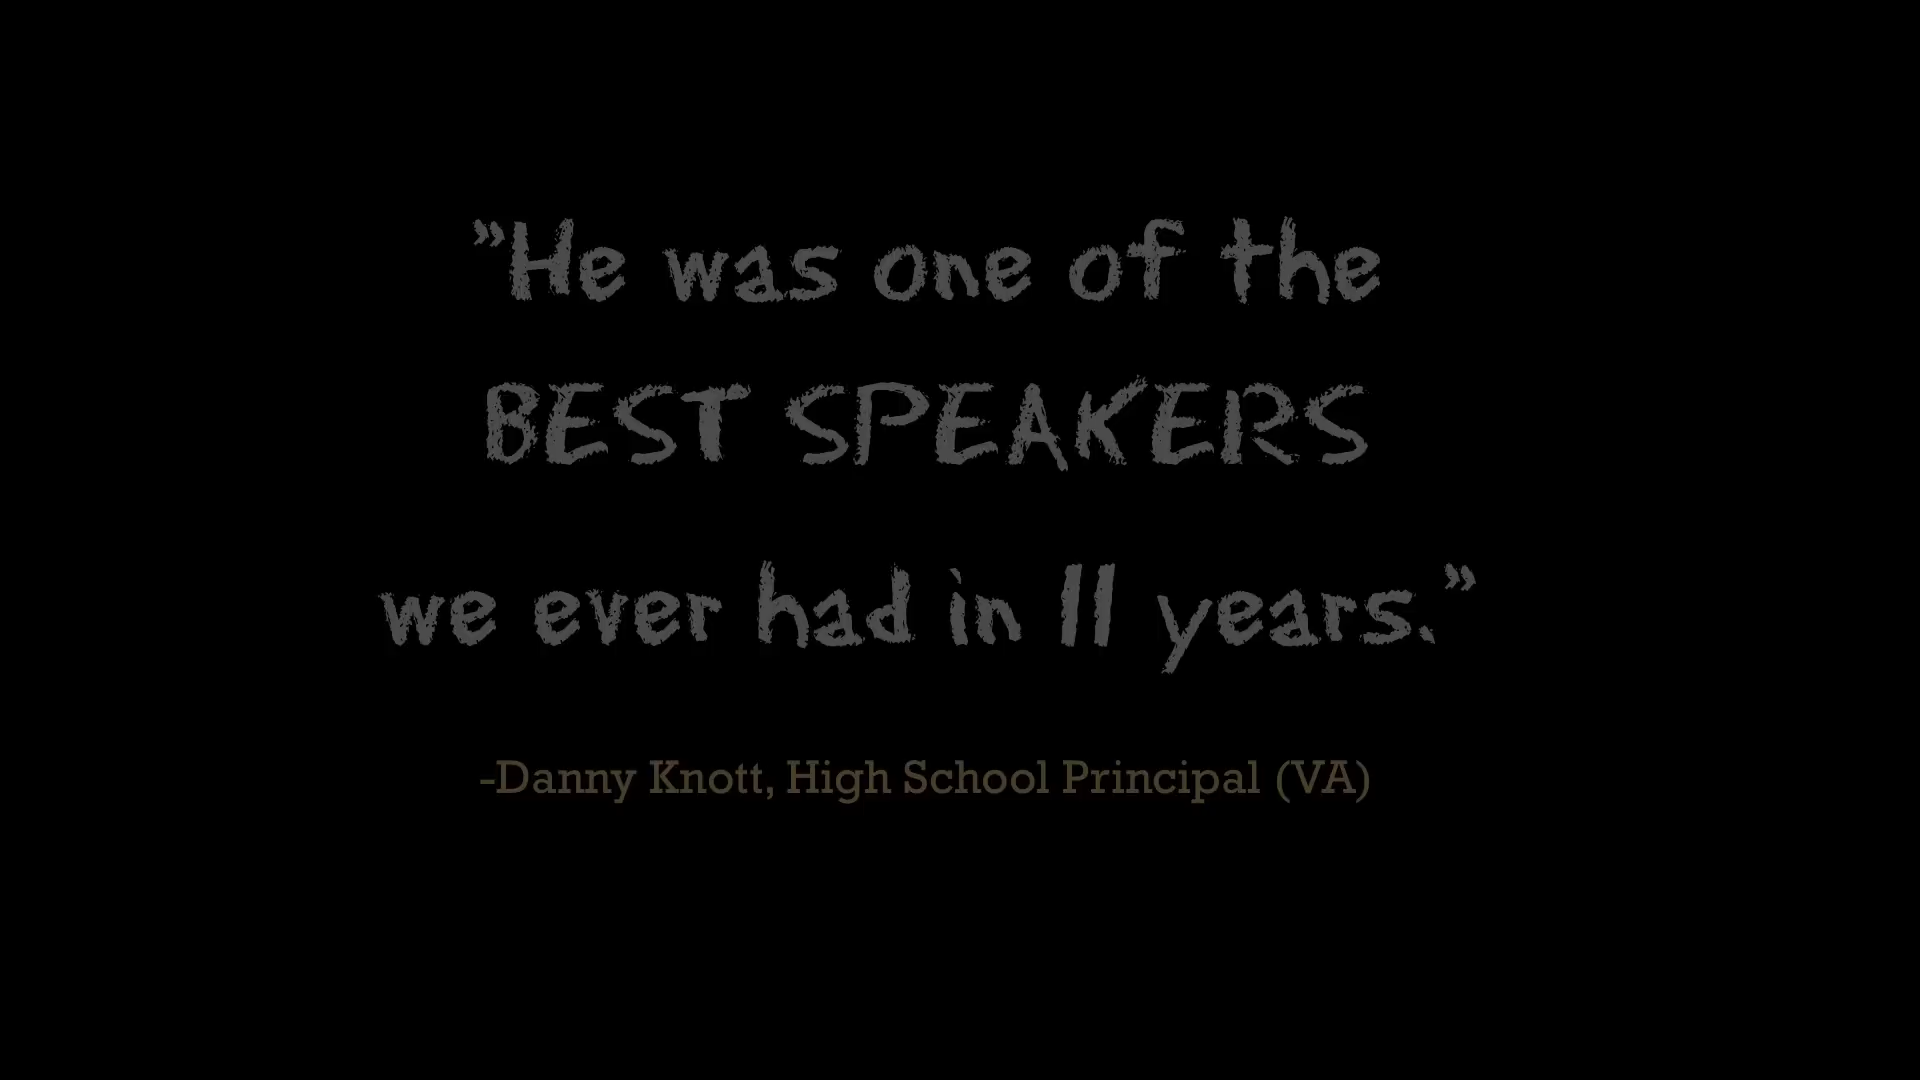 "He was one of the
BEST SPEAKERS
we ever had in 11 years."
-Danny Knott, High School Principal (VA)